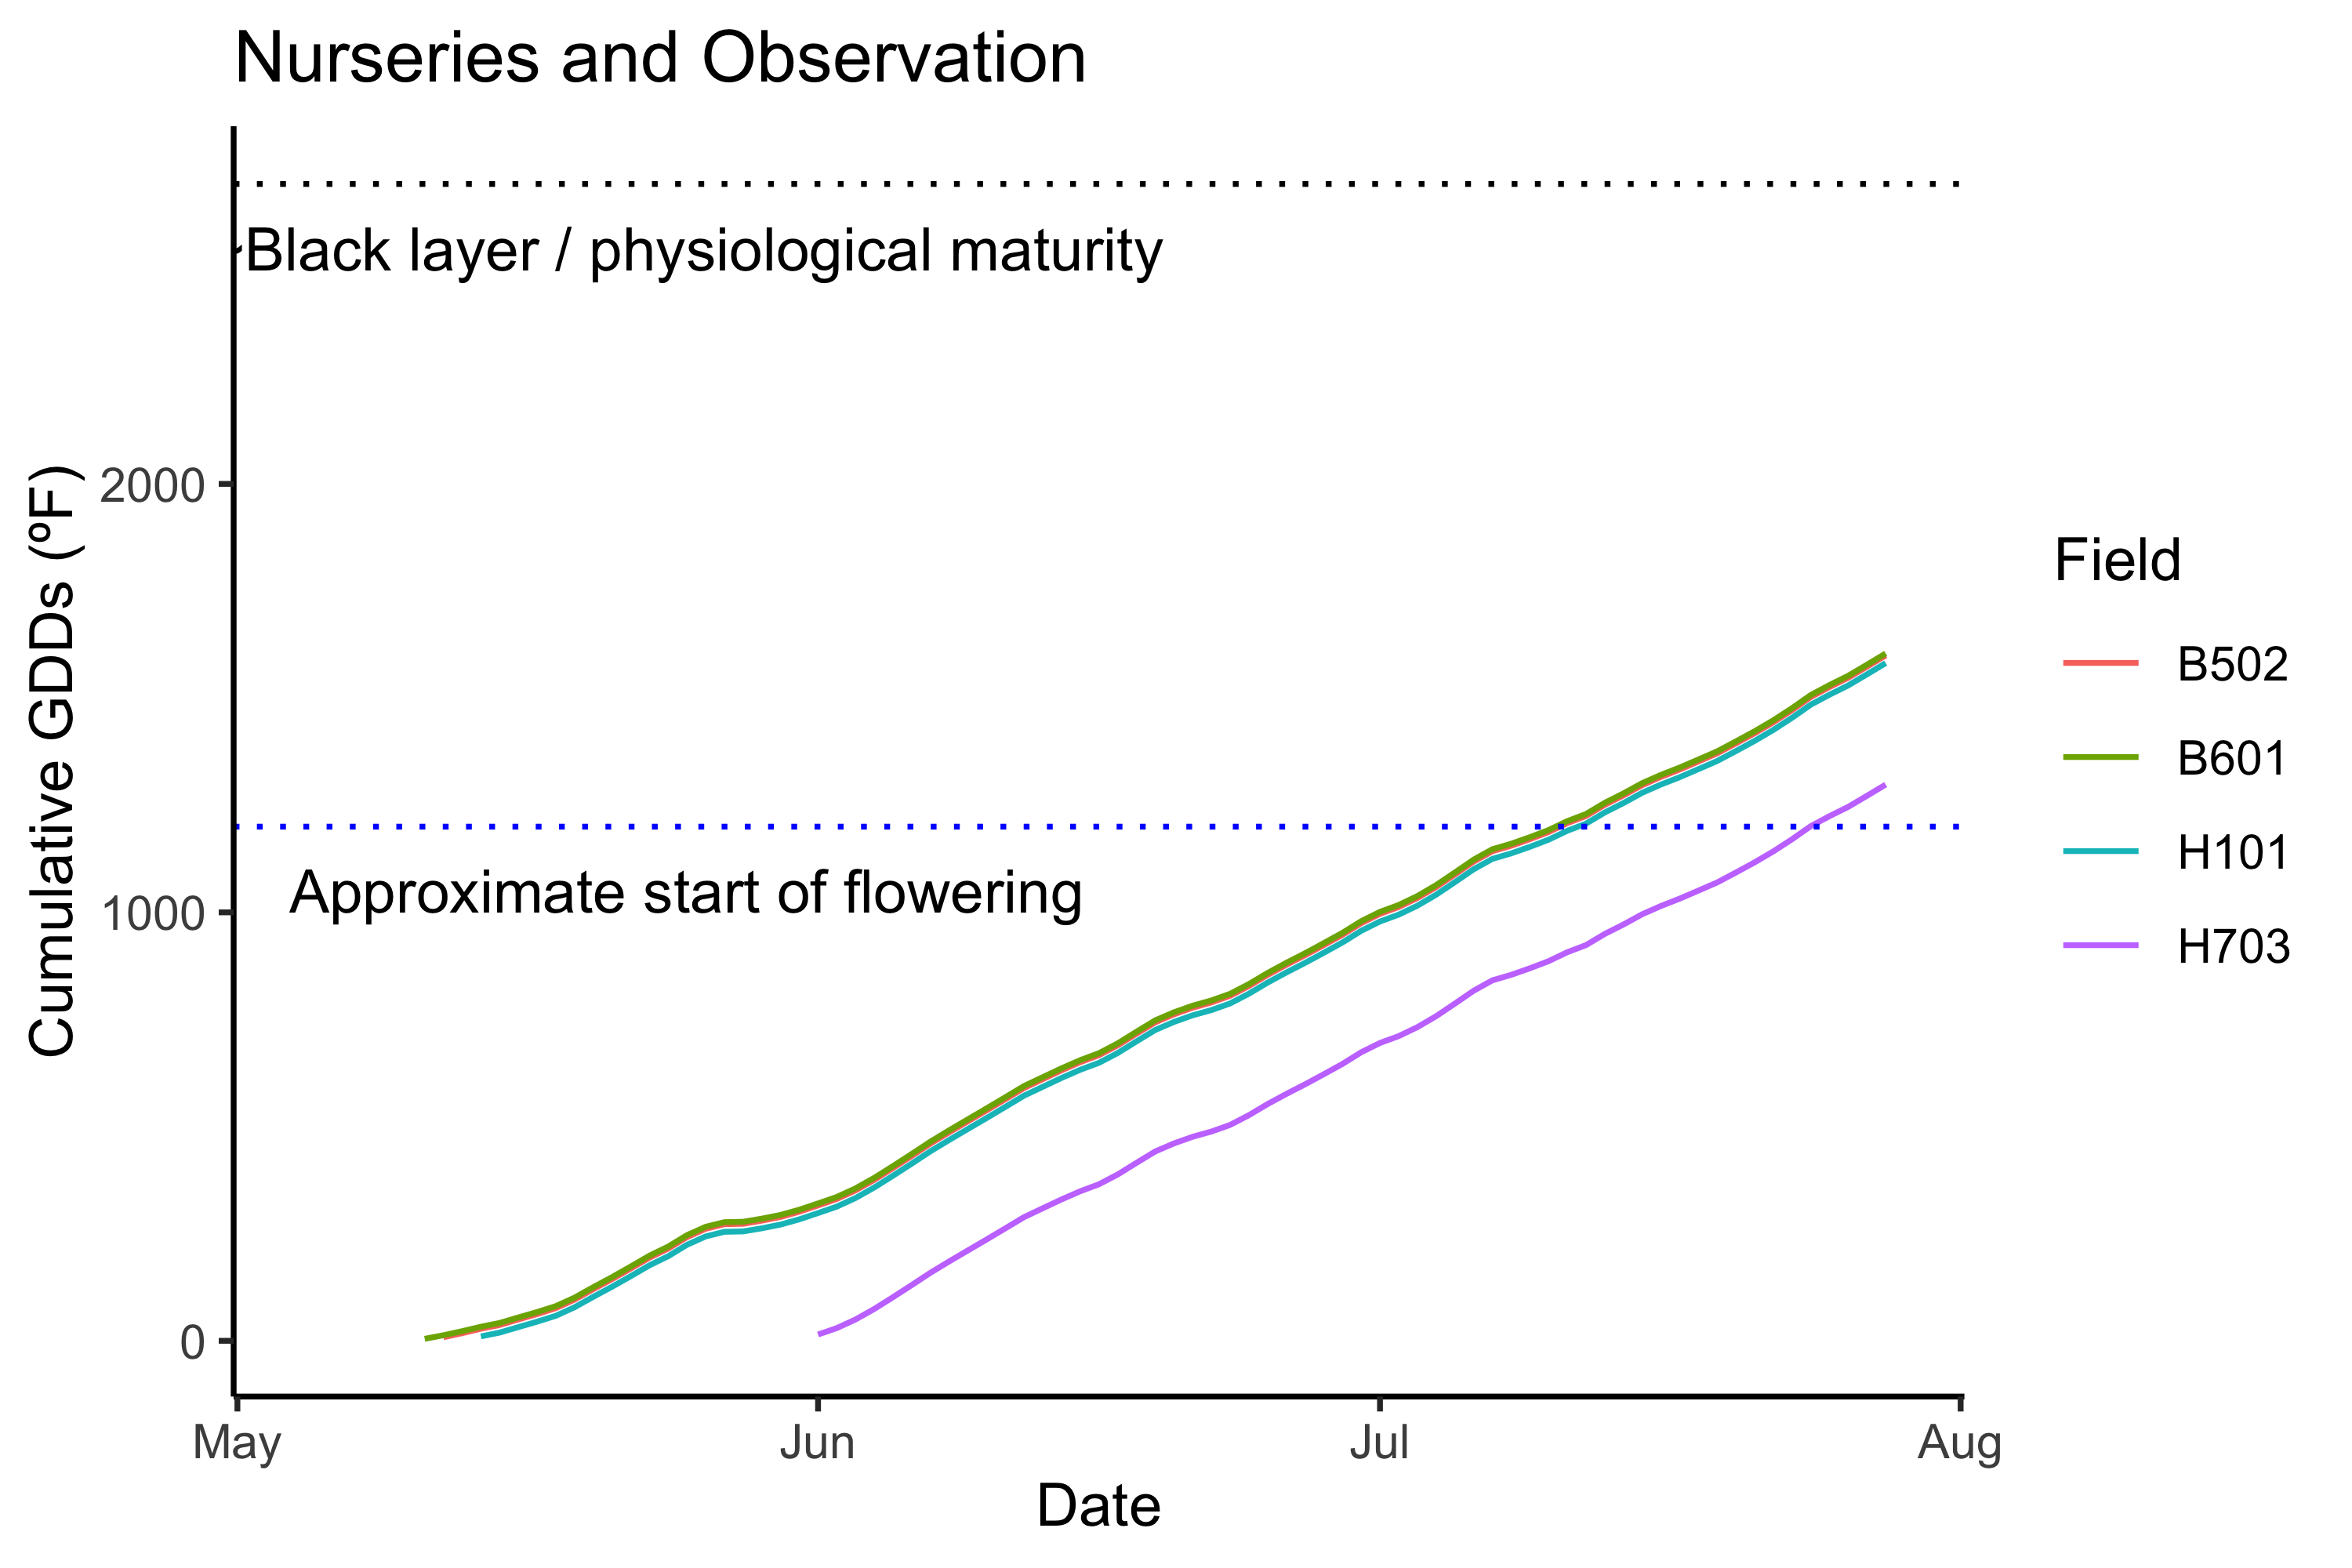 Nurseries and Observation
Black layer / physiological maturity
2000
Cumulative GDDs (ºF)
Approximate start of flowering
1000
0
May
Jun
Jul
Aug
Date
Field
B502
B601
H101
H703